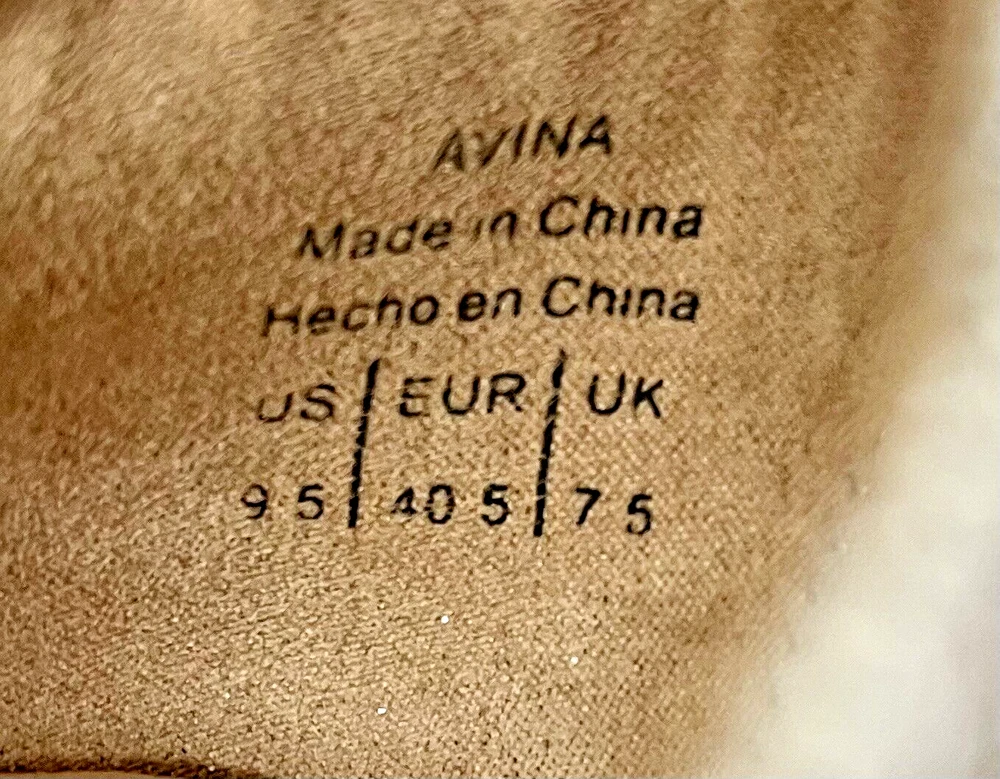 AVINA
Made in China
Hecho en China
US | EUR | UK
9 5 | 40 5 | 7 5